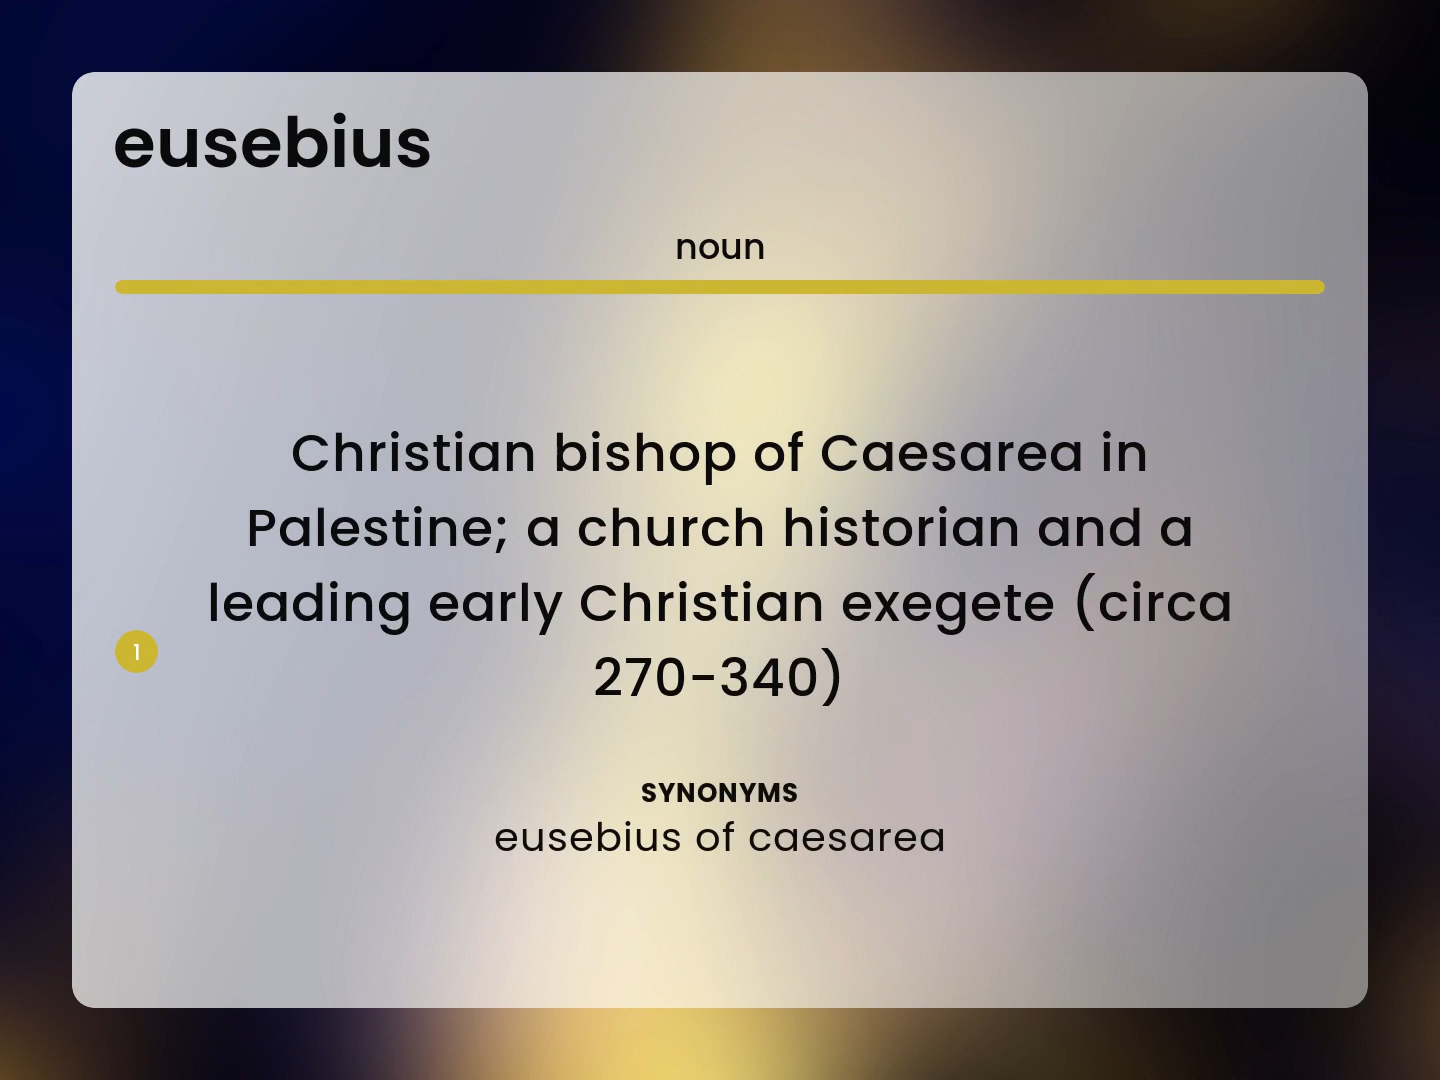 eusebius
noun
Christian bishop of Caesarea in
Palestine; a church historian and a
leading early Christian exegete (circa
1
270-340)
SYNONYMS
eusebius of caesarea